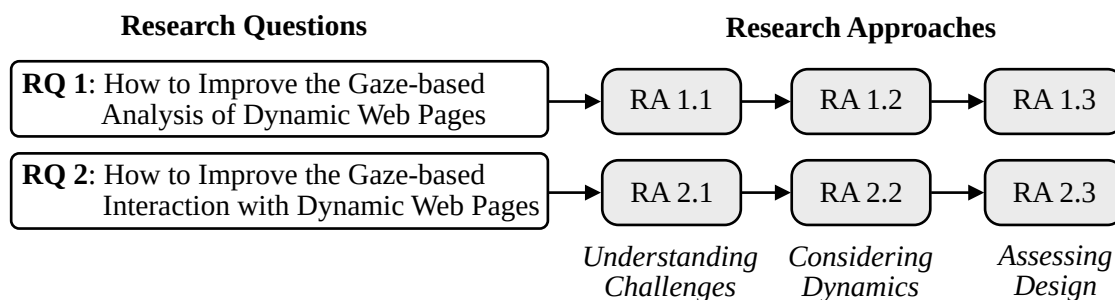 Research Questions
Research Approaches
RQ 1: How to Improve the Gaze-based
Analysis of Dynamic Web Pages
RA 1.1
RA 1.2
RA 1.3
RQ 2: How to Improve the Gaze-based
Interaction with Dynamic Web Pages
RA 2.1
RA 2.2
RA 2.3
Understanding
Challenges
Considering
Dynamics
Assessing
Design